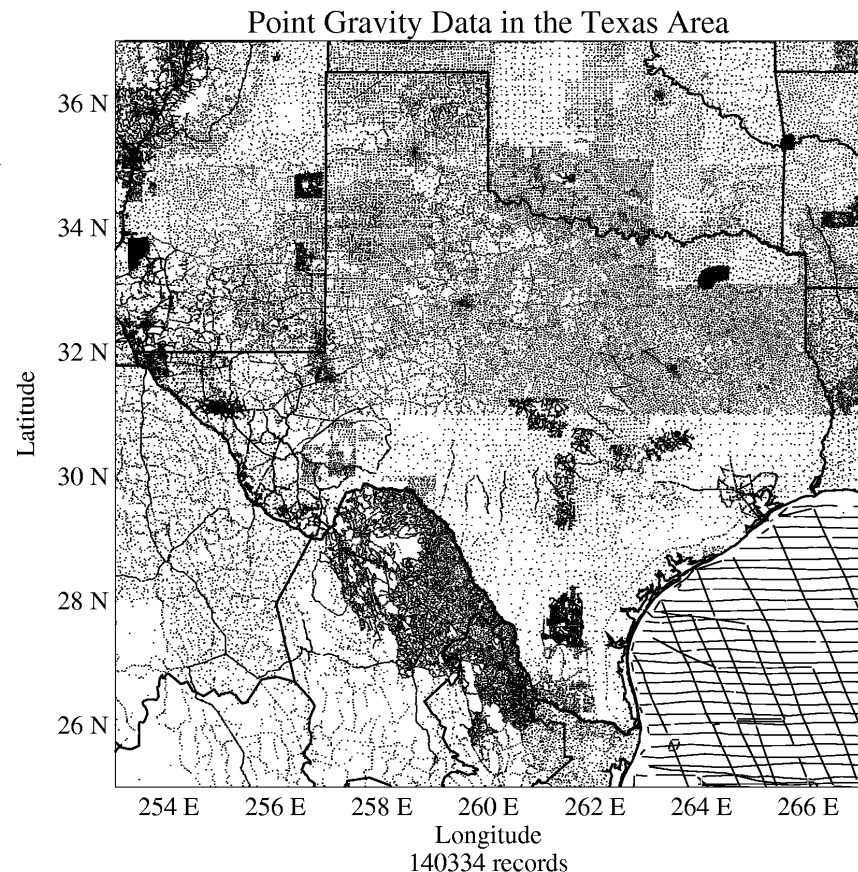 Point Gravity Data in the Texas Area
36 N
34 N
32 N
30 N
28 N
26 N
Latitude
254 E 256 E 258 E 260 E 262 E 264 E 266 E
Longitude
140334 records